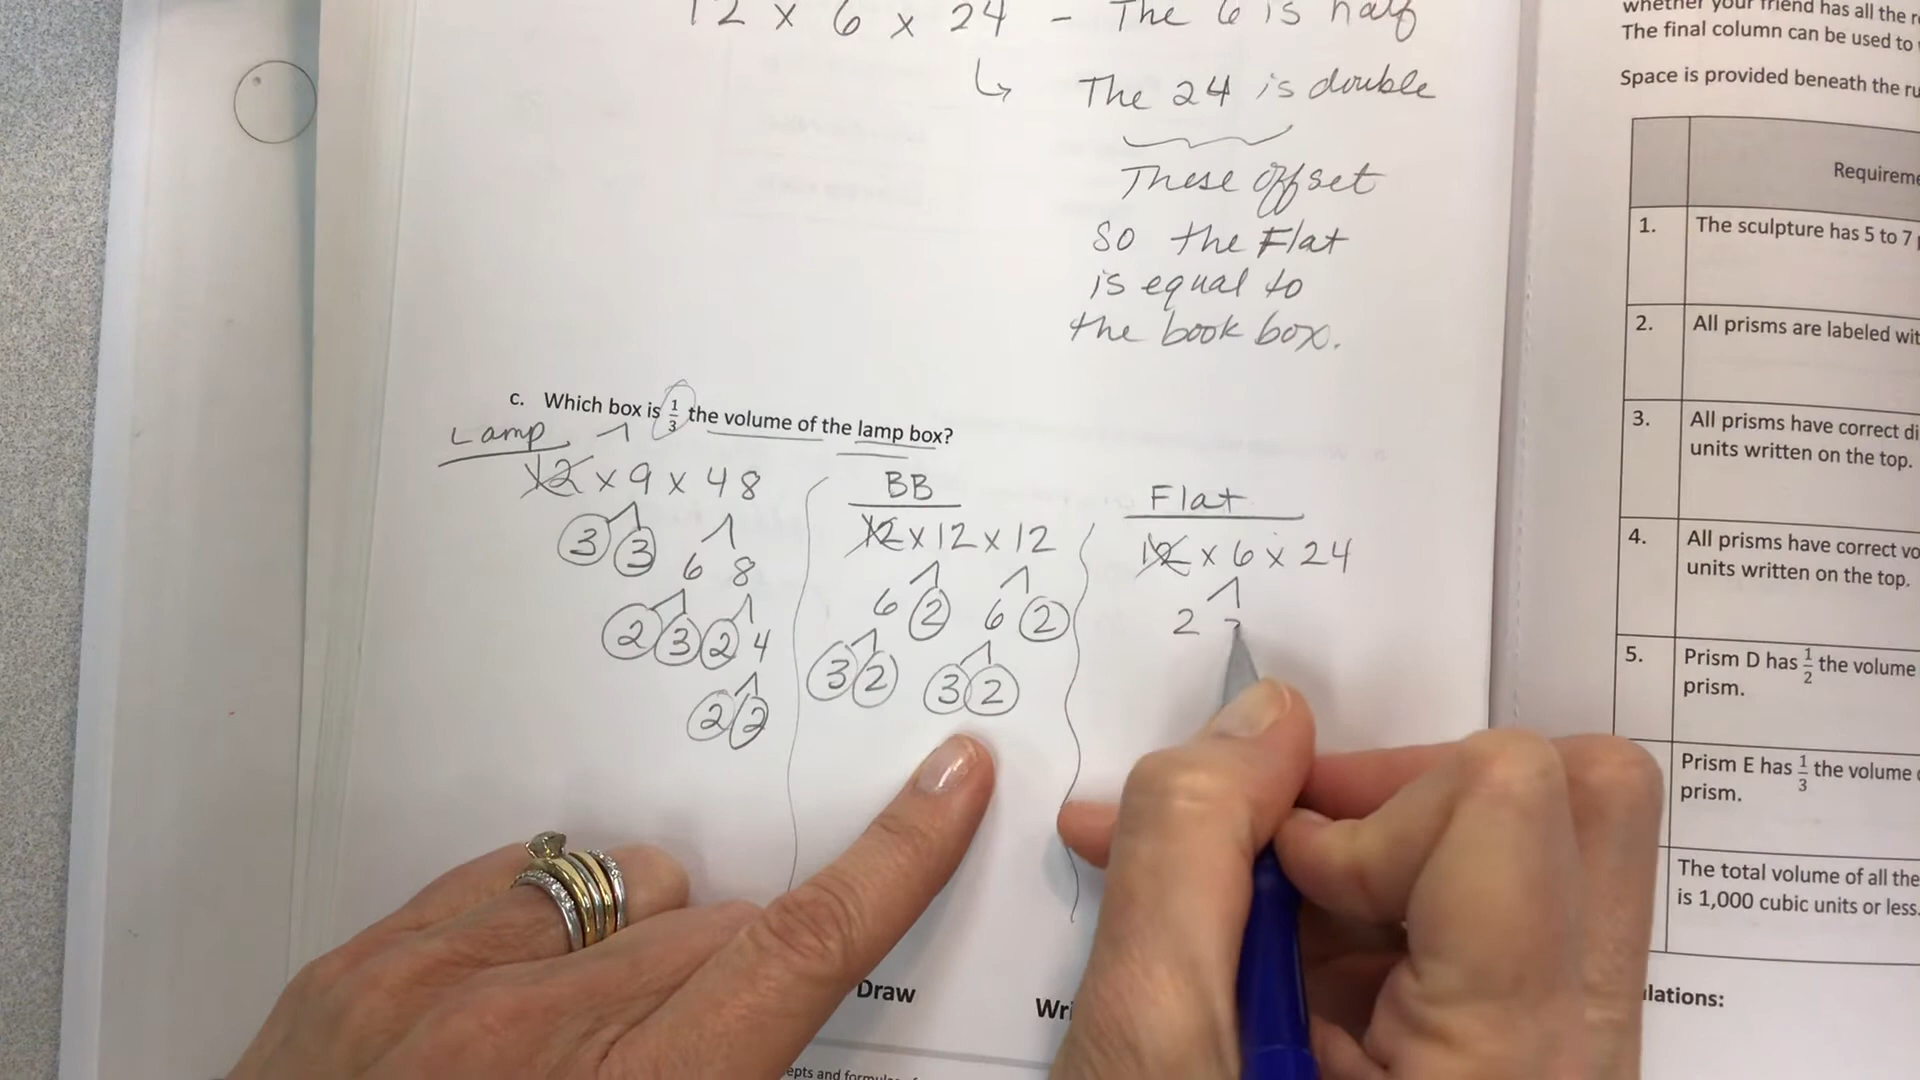 12 x 6 x 24 - The 6 is half
↳ The 24 is double
These offset
so the Flat
is equal to
the book box.
c. Which box is 1/3 the volume of the lamp box?
Lamp
12 x 9 x 48
3 3 6 8
2 3 2 4
2 2
BB
12 x 12 x 12
6 2 6 2
3 2 3 2
Flat
12 x 6 x 24
2
Draw
epts and
whether your friend has all the
The final column can be used to
Space is provided beneath the
1. The sculpture has 5 to 7
2. All prisms are labeled
3. All prisms have correct
units written on the top.
4. All prisms have correct
units written on the top.
5. Prism D has 1/2 the volume
prism.
Prism E has 1/3 the volume
prism.
The total volume of all the
is 1,000 cubic units or less.
lations: